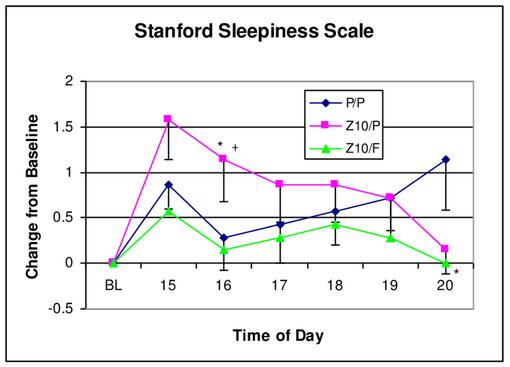 Stanford Sleepiness Scale
2
1.5
1
0.5
0
-0.5
Change from Baseline
P/P
Z10/P
Z10/F
* +
*
BL 15 16 17 18 19 20
Time of Day